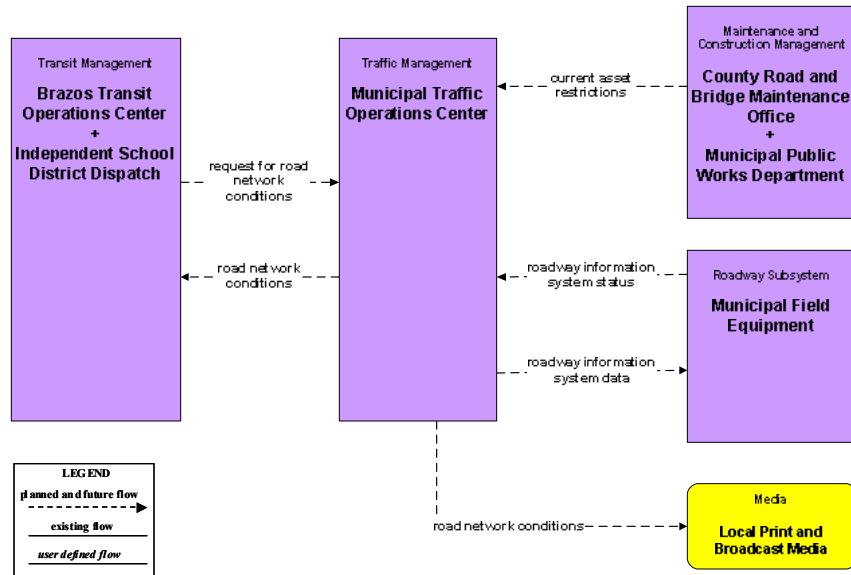 Transit Management
Brazos Transit
Operations Center
+
Independent School
District Dispatch
request for road
network
conditions
road network
conditions
Traffic Management
Municipal Traffic
Operations Center
current asset
restrictions
Maintenance and
Construction Management
County Road and
Bridge Maintenance
Office
+
Municipal Public
Works Department
roadway information
system status
roadway information
system data
Roadway Subsystem
Municipal Field
Equipment
road network conditions
Media
Local Print and
Broadcast Media
LEGEND
planned and future flow
existing flow
user defined flow